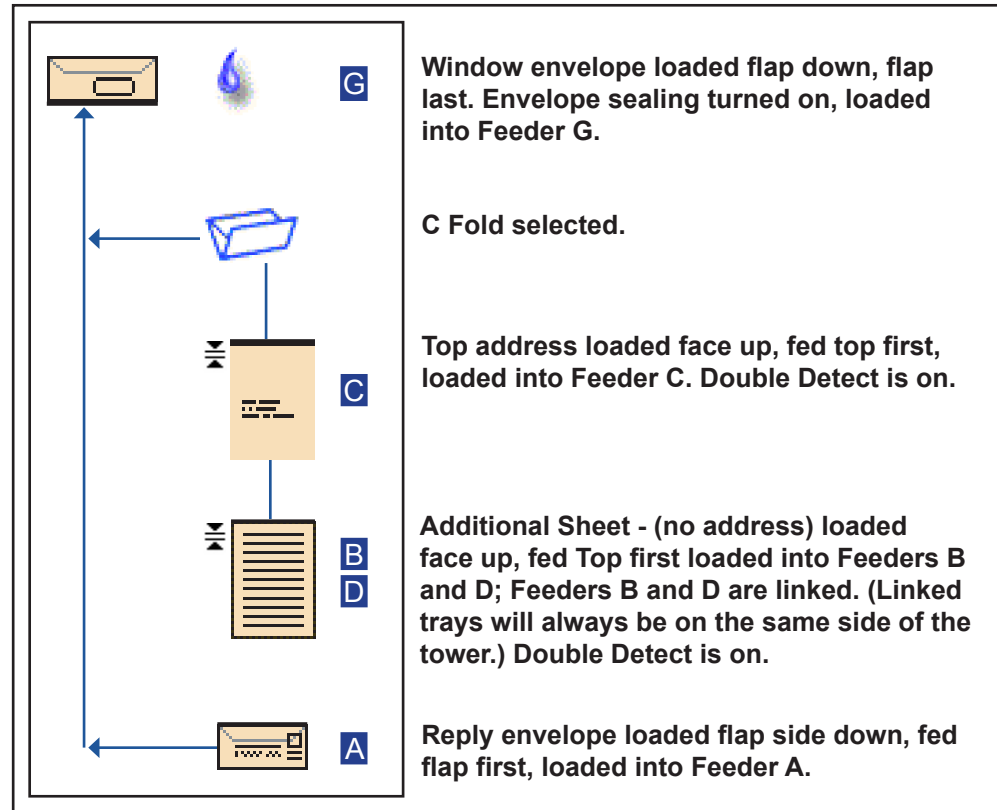 G
Window envelope loaded flap down, flap
last. Envelope sealing turned on, loaded
into Feeder G.
C Fold selected.
C
Top address loaded face up, fed top first,
loaded into Feeder C. Double Detect is on.
B
D
Additional Sheet - (no address) loaded
face up, fed Top first loaded into Feeders B
and D; Feeders B and D are linked. (Linked
trays will always be on the same side of the
tower.) Double Detect is on.
A
Reply envelope loaded flap side down, fed
flap first, loaded into Feeder A.